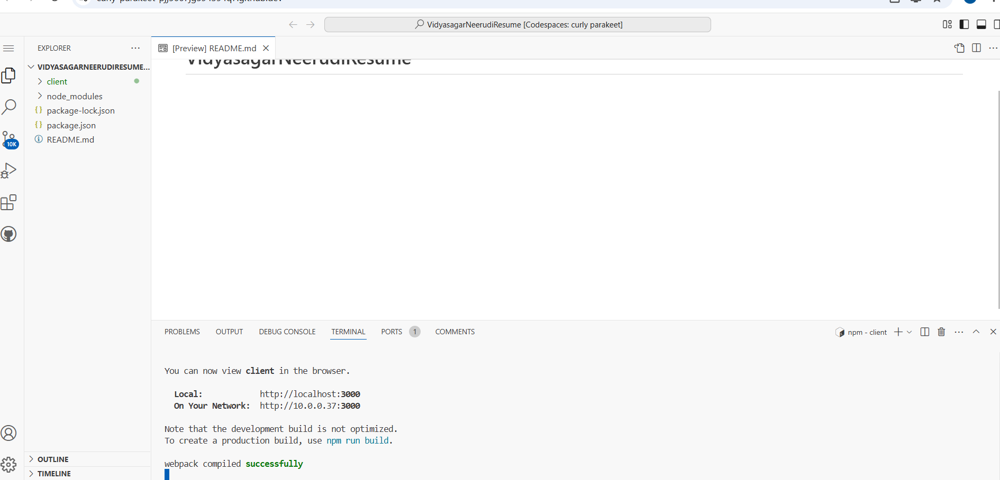 VidyasagarNeerudiResume [Codespaces: curly parakeet]
EXPLORER
[Preview] README.md
VIDYASAGARNEERUDIRESUME...
client
node_modules
package-lock.json
package.json
README.md
10K
OUTLINE
TIMELINE
VidyasagarNeerudiResume
PROBLEMS OUTPUT DEBUG CONSOLE TERMINAL PORTS 1 COMMENTS
npm - client
You can now view client in the browser.
Local: http://localhost:3000
On Your Network: http://10.0.0.37:3000
Note that the development build is not optimized.
To create a production build, use npm run build.
webpack compiled successfully